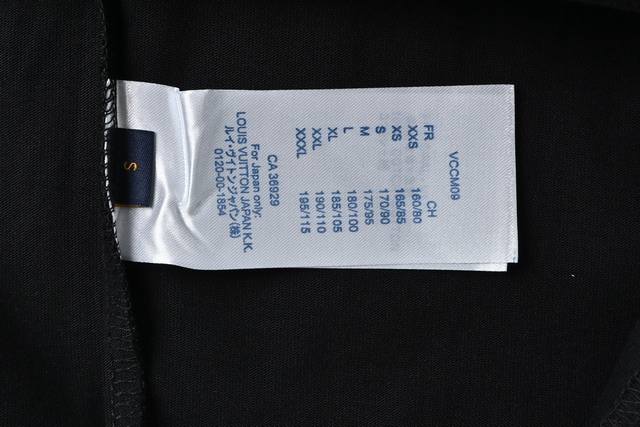 VCCM09
FR CH
XXS 160/80
XS 165/85
S 170/90
M 175/95
L 180/100
XL 185/105
XXL 190/110
XXXL 195/115
CA 36929
For Japan only:
LOUIS VUITTON JAPAN K.K.
ルイ・ヴィトン ジャパン(株)
0120-00-1854
S